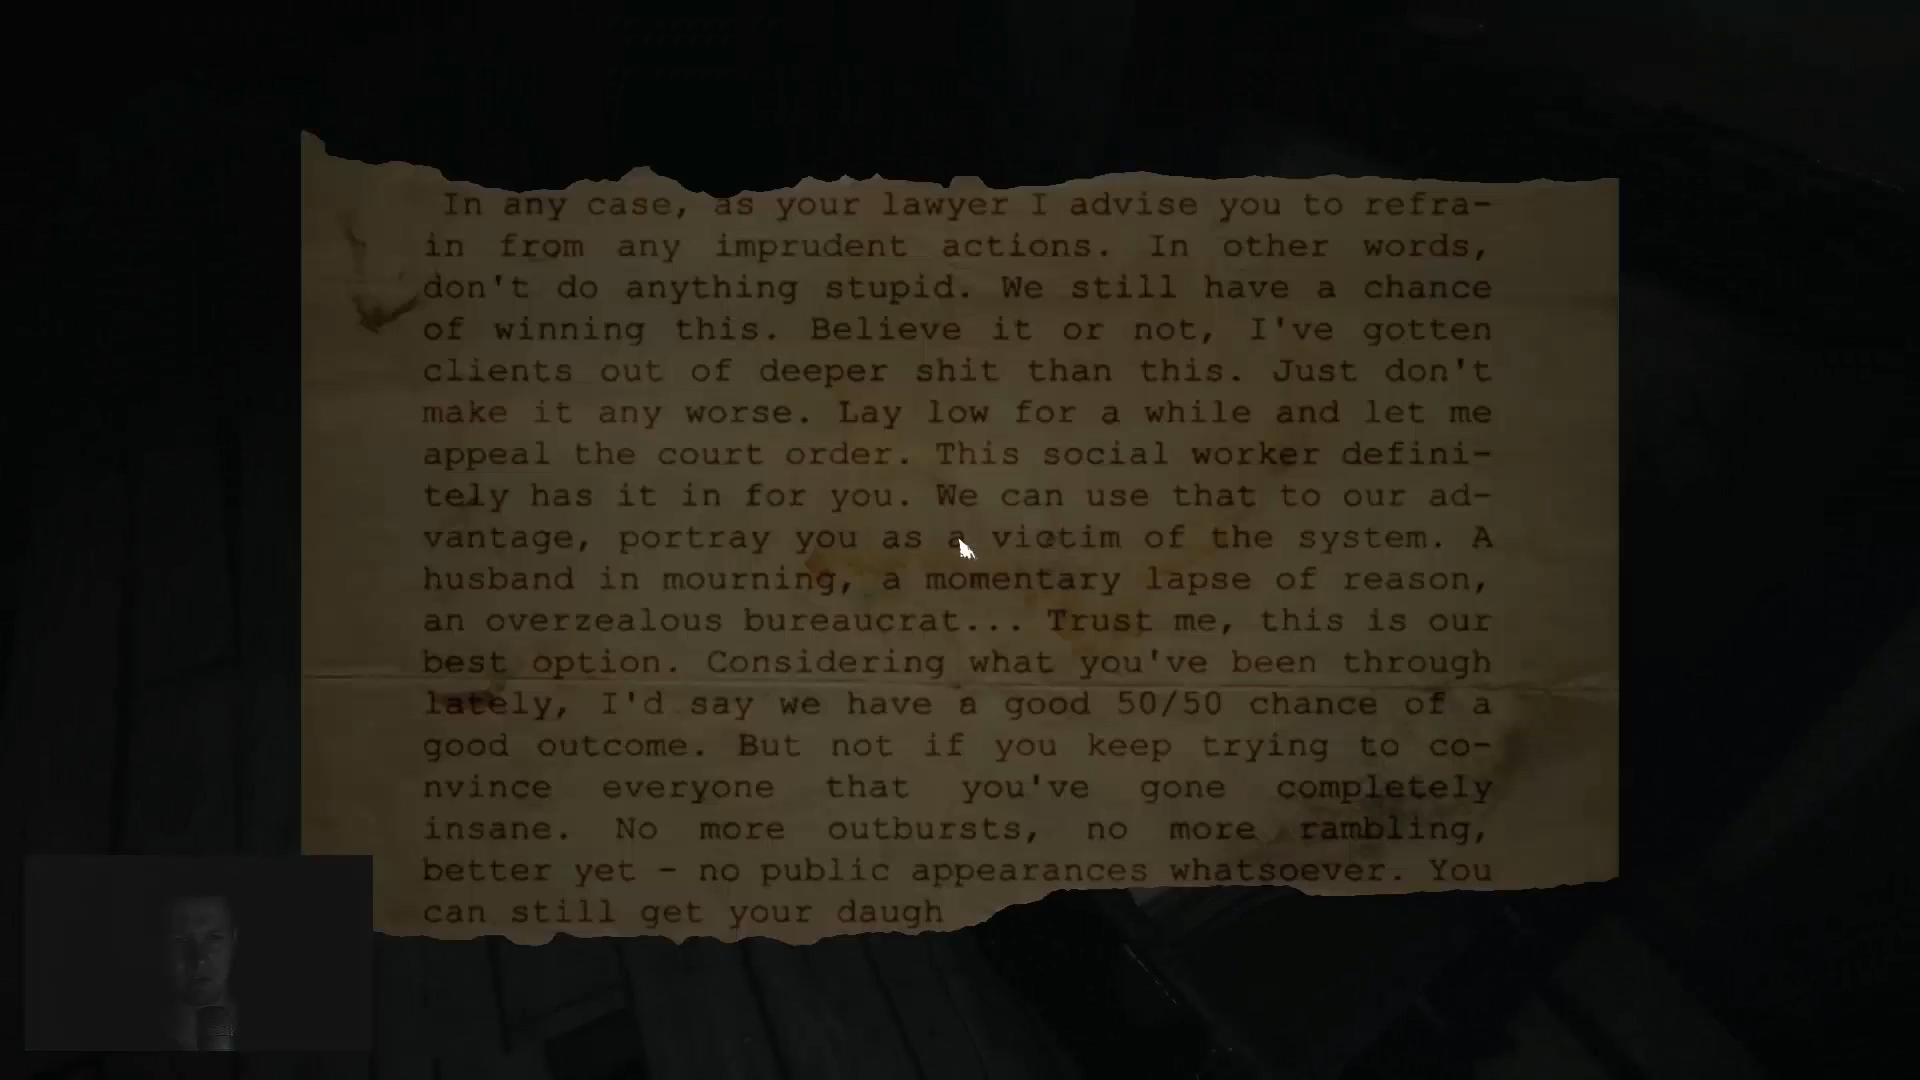 In any case, as your lawyer I advise you to refra-
in from any imprudent actions. In other words,
don't do anything stupid. We still have a chance
of winning this. Believe it or not, I've gotten
clients out of deeper shit than this. Just don't
make it any worse. Lay low for a while and let me
appeal the court order. This social worker defini-
tely has it in for you. We can use that to our ad-
vantage, portray you as a victim of the system. A
husband in mourning, a momentary lapse of reason,
an overzealous bureaucrat... Trust me, this is our
best option. Considering what you've been through
lately, I'd say we have a good 50/50 chance of a
good outcome. But not if you keep trying to co-
nvince everyone that you've gone completely
insane. No more outbursts, no more rambling,
better yet - no public appearances whatsoever. You
can still get your daugh